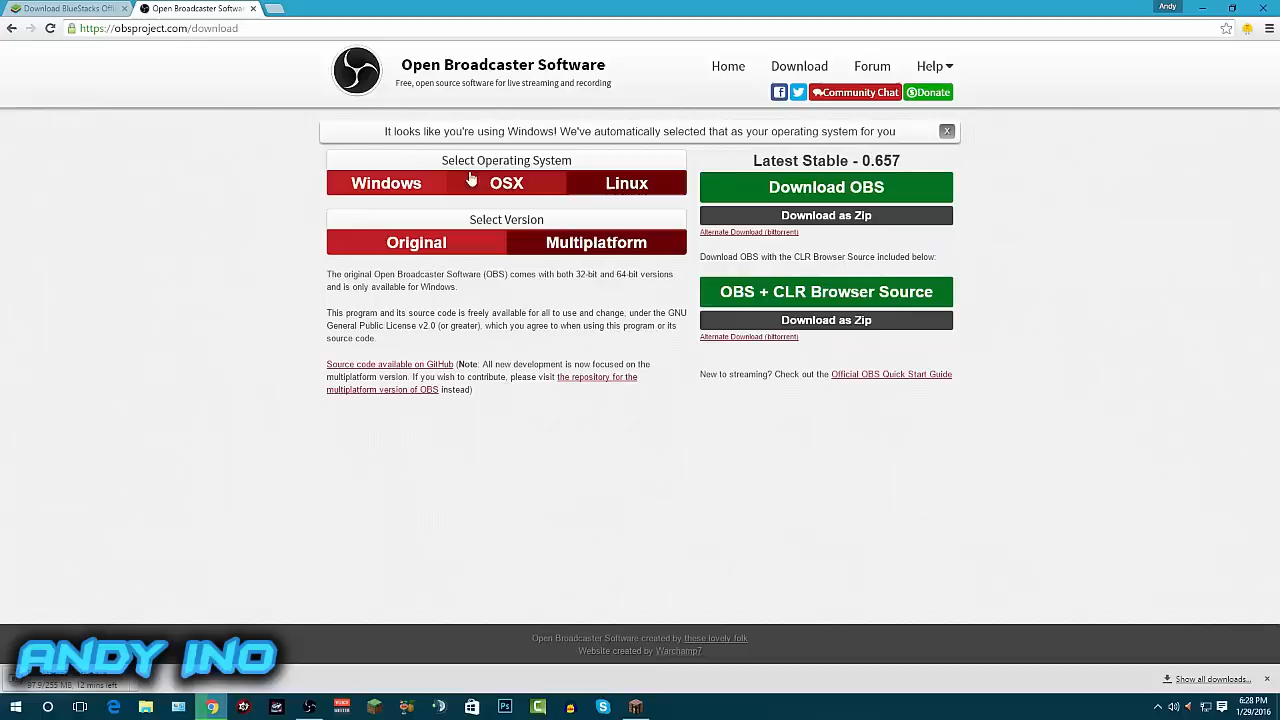 Download BlueStacks Offli
Open Broadcaster Softwa
Andy
https://obsproject.com/download
Open Broadcaster Software
Free, open source software for live streaming and recording
Home
Download
Forum
Help
Community Chat
Donate
It looks like you're using Windows! We've automatically selected that as your operating system for you
X
Select Operating System
Windows
OSX
Linux
Select Version
Original
Multiplatform
The original Open Broadcaster Software (OBS) comes with both 32-bit and 64-bit versions
and is only available for Windows.
This program and its source code is freely available for all to use and change, under the GNU
General Public License v2.0 (or greater), which you agree to when using this program or its
source code.
Source code available on GitHub (Note: All new development is now focused on the
multiplatform version. If you wish to contribute, please visit the repository for the
multiplatform version of OBS instead)
Latest Stable - 0.657
Download OBS
Download as Zip
Alternate Download (bittorrent)
Download OBS with the CLR Browser Source included below:
OBS + CLR Browser Source
Download as Zip
Alternate Download (bittorrent)
New to streaming? Check out the Official OBS Quick Start Guide
Open Broadcaster Software created by these lovely folk
Website created by Warchamp7
ANDY INO
97.9/255 MB, 12 mins left
Show all downloads...
6:28 PM
1/29/2016